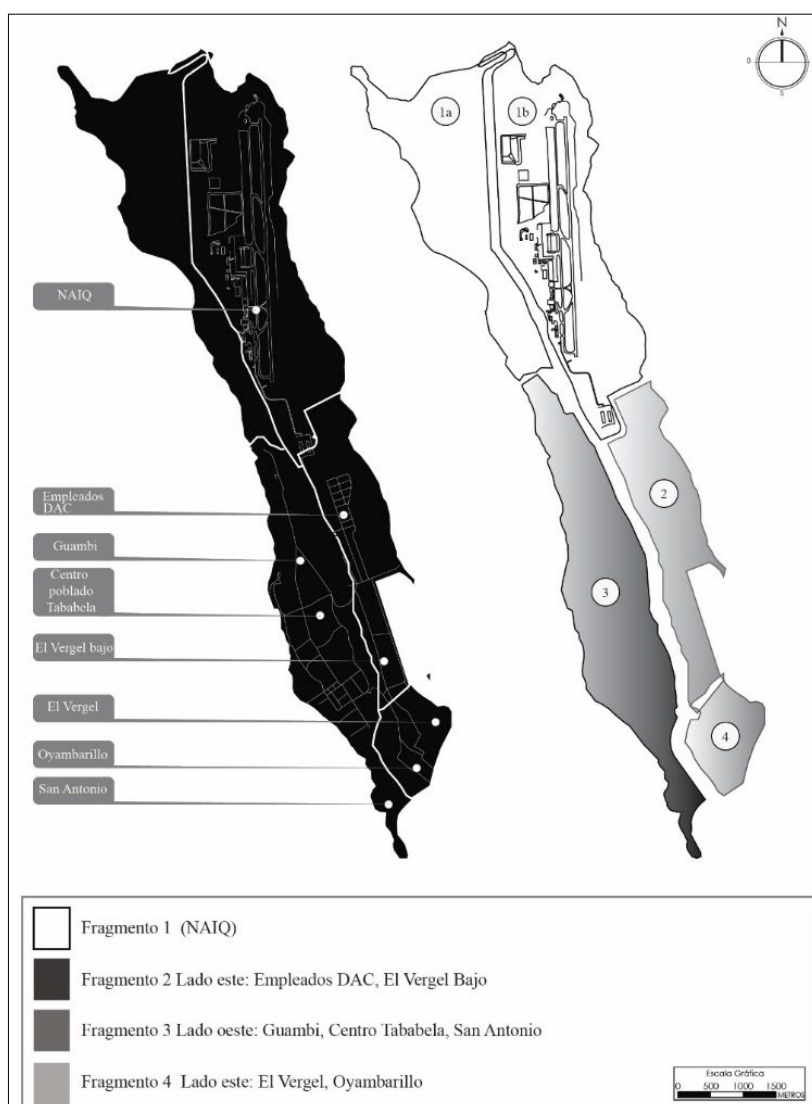 N
O
S
1a
1b
NAIQ
Empleados
DAC
2
Guambi
Centro
poblado
Tababela
3
El Vergel bajo
El Vergel
4
Oyambarillo
San Antonio
Fragmento 1 (NAIQ)
Fragmento 2 Lado este: Empleados DAC, El Vergel Bajo
Fragmento 3 Lado oeste: Guambi, Centro Tababela, San Antonio
Fragmento 4 Lado este: El Vergel, Oyambarillo
Escala Gráfica
0 500 1000 1500
METROS